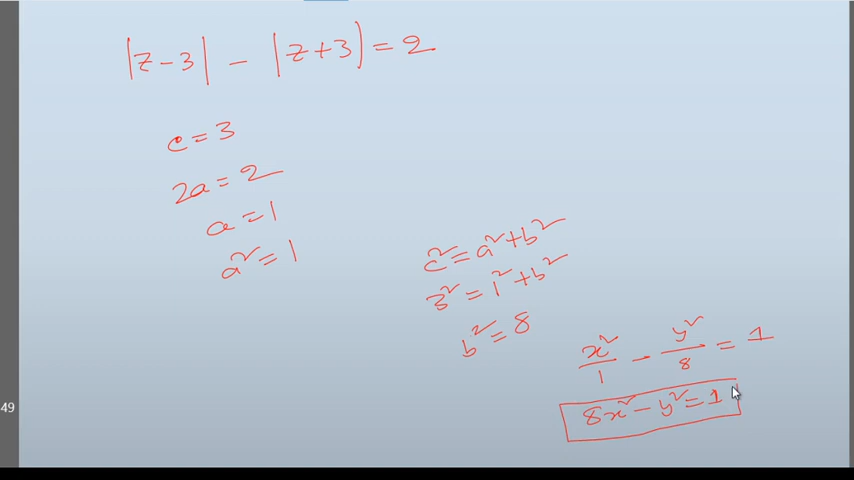 |z-3| - |z+3| = 2
c = 3
2a = 2
a = 1
a² = 1
c² = a² + b²
3² = 1² + b²
b² = 8
x²/1 - y²/8 = 1
8x² - y² = 1
49